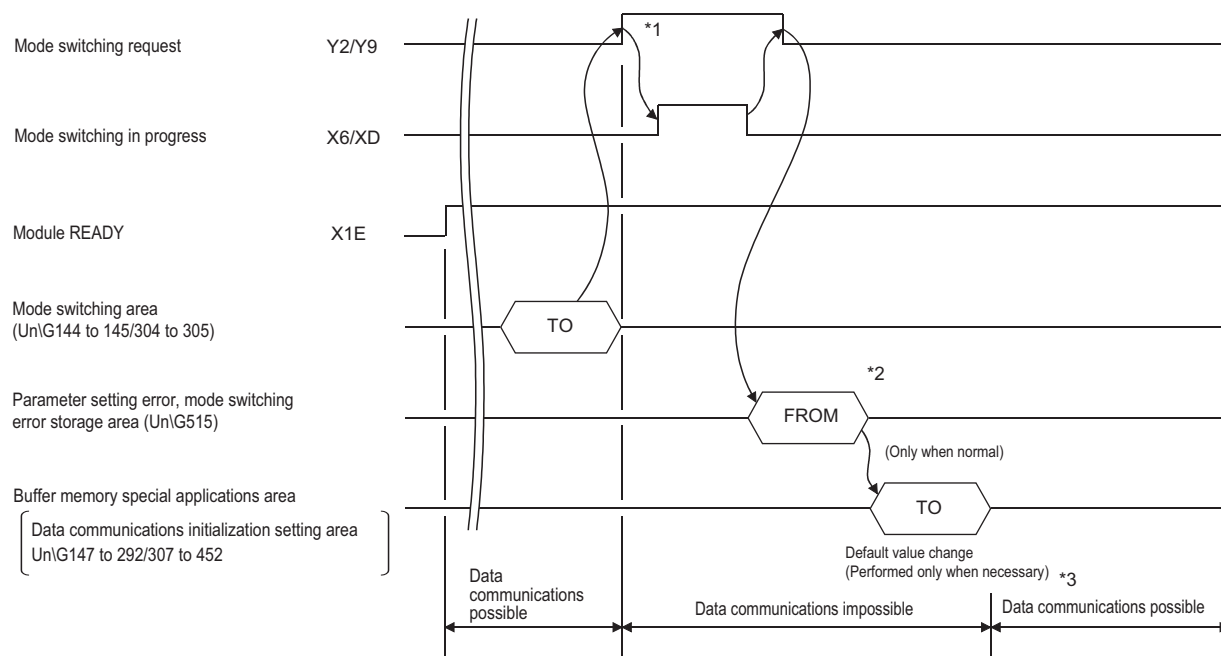 Mode switching request Y2/Y9
*1
Mode switching in progress X6/XD
Module READY X1E
Mode switching area
(Un\G144 to 145/304 to 305)
TO
Parameter setting error, mode switching
error storage area (Un\G515)
FROM
*2
(Only when normal)
Buffer memory special applications area
Data communications initialization setting area
Un\G147 to 292/307 to 452
TO
Default value change
(Performed only when necessary) *3
Data
communications
possible
Data communications impossible
Data communications possible